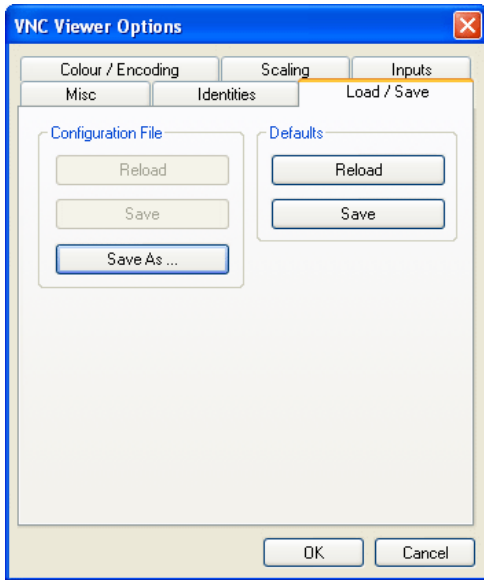 VNC Viewer Options
Colour / Encoding Scaling Inputs
Misc Identities Load / Save
Configuration File Defaults
Reload Reload
Save Save
Save As ...
OK Cancel